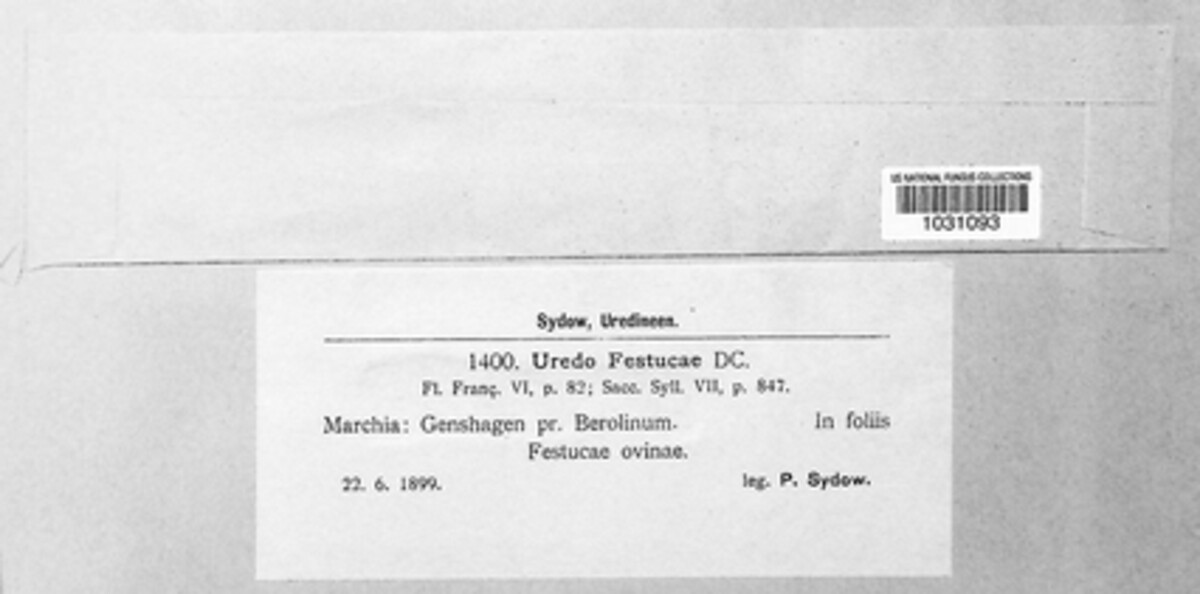 US NATIONAL FUNGUS COLLECTIONS
1031093
Sydow, Uredineen.
1400. Uredo Festucae DC.
Fl. Franç. VI, p. 82; Sacc. Syll. VII, p. 847.
Marchia: Genshagen pr. Berolinum. In foliis
Festucae ovinae.
22. 6. 1899. leg. P. Sydow.